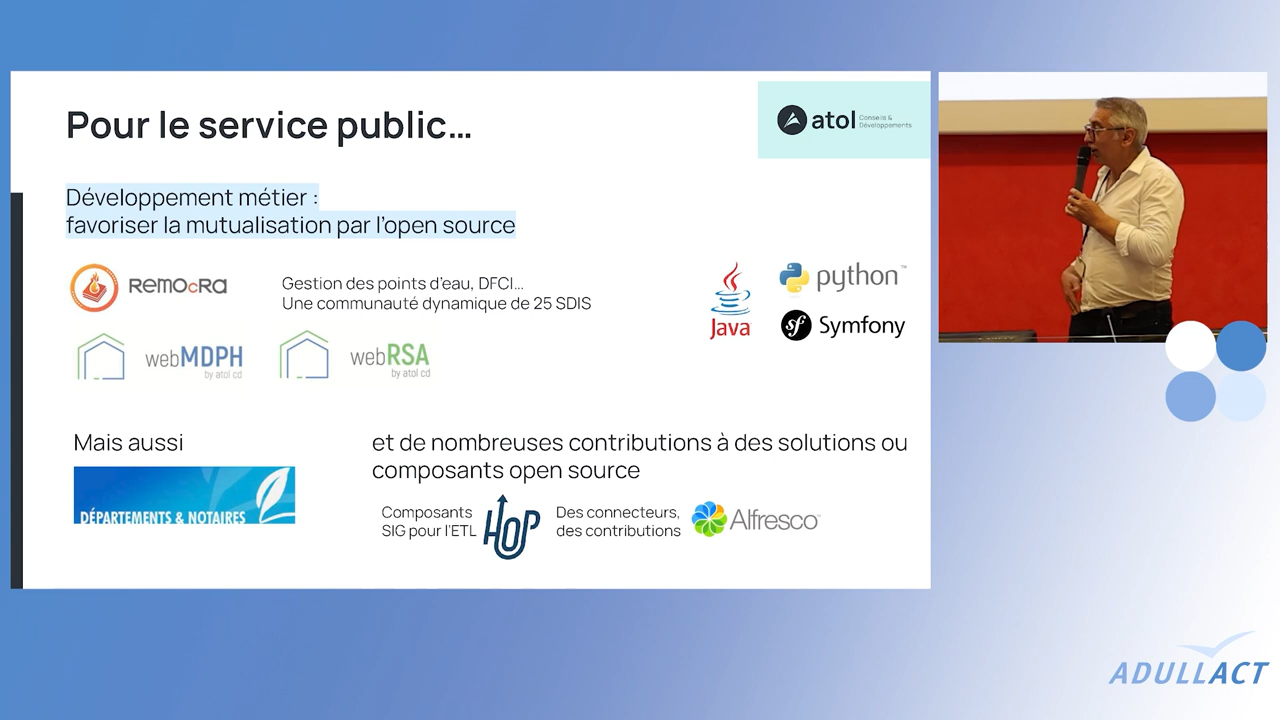 Pour le service public...
atol Conseils &
Développements
Développement métier :
favoriser la mutualisation par l'open source
REMOcRA
Gestion des points d'eau, DFCI...
Une communauté dynamique de 25 SDIS
Java
python™
Symfony
sf
webMDPH
by atol cd
webRSA
by atol cd
Mais aussi
DÉPARTEMENTS & NOTAIRES
et de nombreuses contributions à des solutions ou
composants open source
Composants
SIG pour l'ETL
HOP
Des connecteurs,
des contributions
Alfresco™
ADULLACT